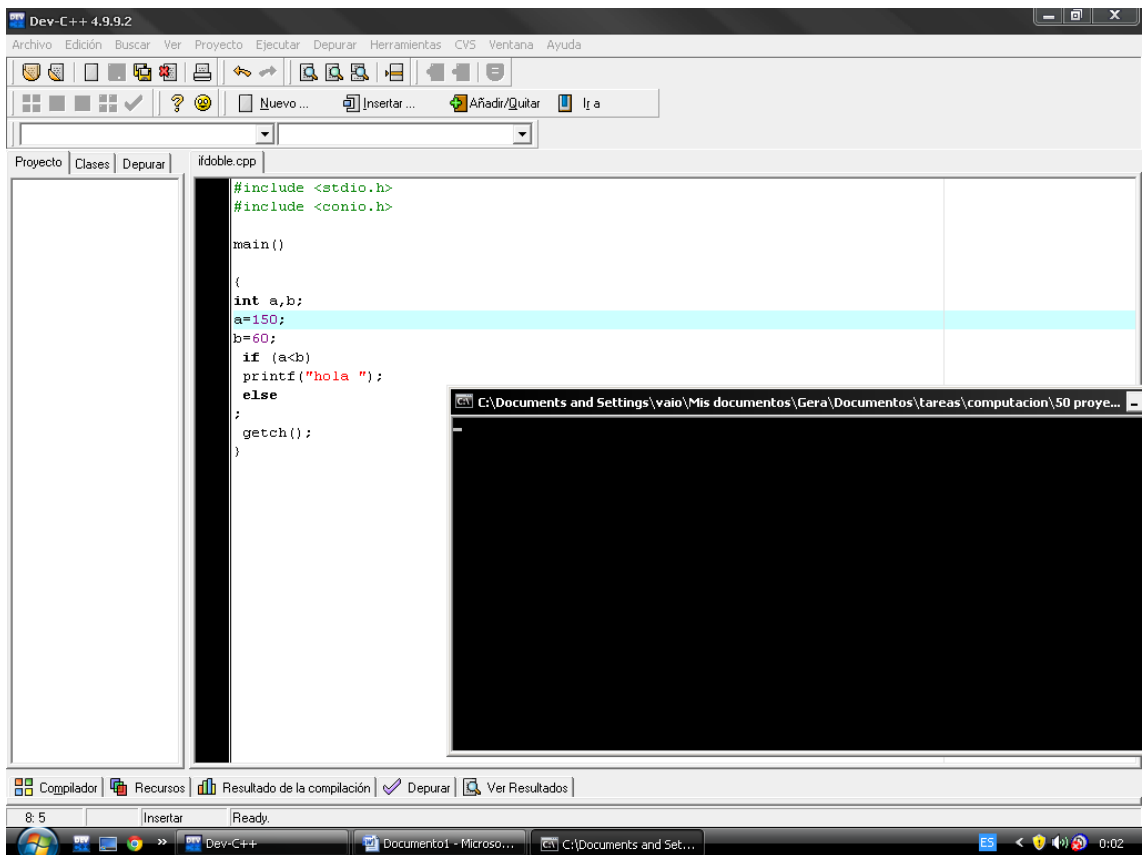 Dev-C++ 4.9.9.2
Archivo Edición Buscar Ver Proyecto Ejecutar Depurar Herramientas CVS Ventana Ayuda
Nuevo ... Insertar ... Añadir/Quitar Ir a
Proyecto Clases Depurar ifdoble.cpp
#include <stdio.h>
#include <conio.h>
main()
{
int a,b;
a=150;
b=60;
if (a<b)
printf("hola ");
else
;
getch();
}
C:\Documents and Settings\vaio\Mis documentos\Gera\Documentos\tareas\computacion\50 proye...
Compilador Recursos Resultado de la compilación Depurar Ver Resultados
8: 5 Insertar Ready.
Dev-C++ Documento1 - Microso... C:\Documents and Set... ES 0:02